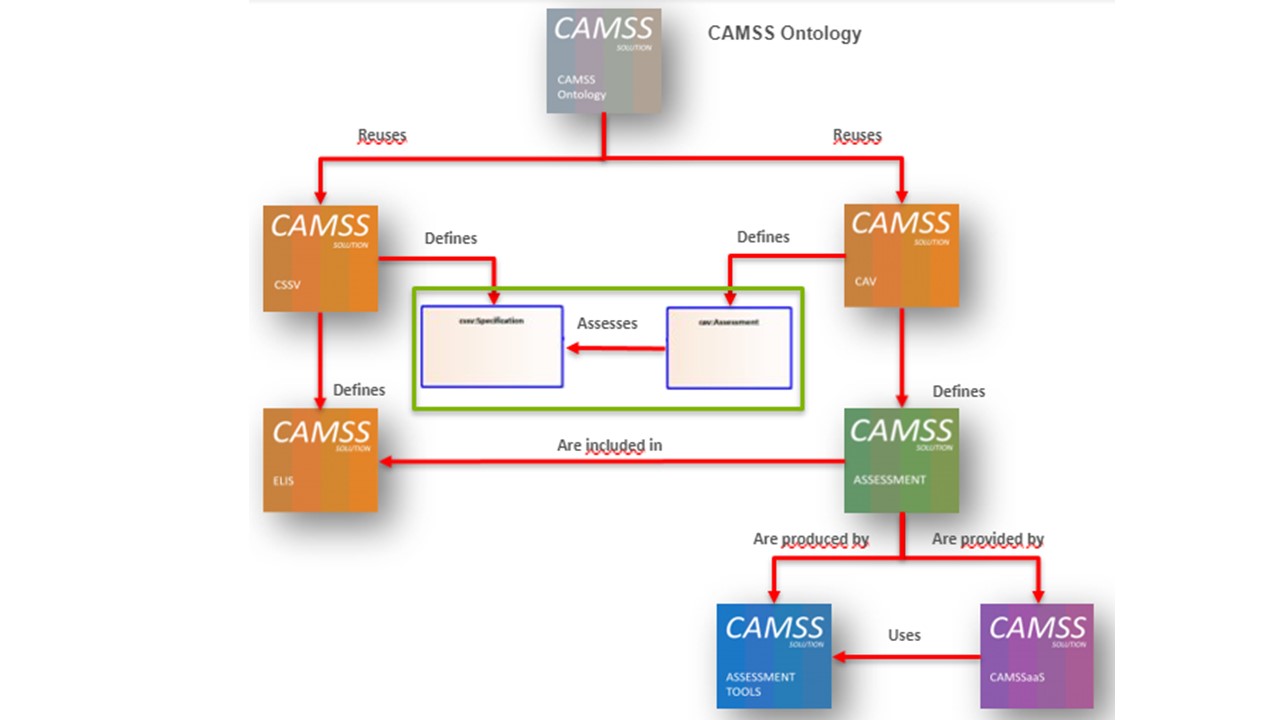 CAMSS
SOLUTION
CAMSS
Ontology
CAMSS Ontology
Reuses
Reuses
CAMSS
SOLUTION
CSSV
Defines
Defines
CAMSS
SOLUTION
CAV
cssv:Specification
Assesses
cav:Assessment
Defines
Defines
CAMSS
SOLUTION
ELIS
Are included in
CAMSS
SOLUTION
ASSESSMENT
Are produced by
Are provided by
CAMSS
SOLUTION
ASSESSMENT
TOOLS
Uses
CAMSS
SOLUTION
CAMSSaaS